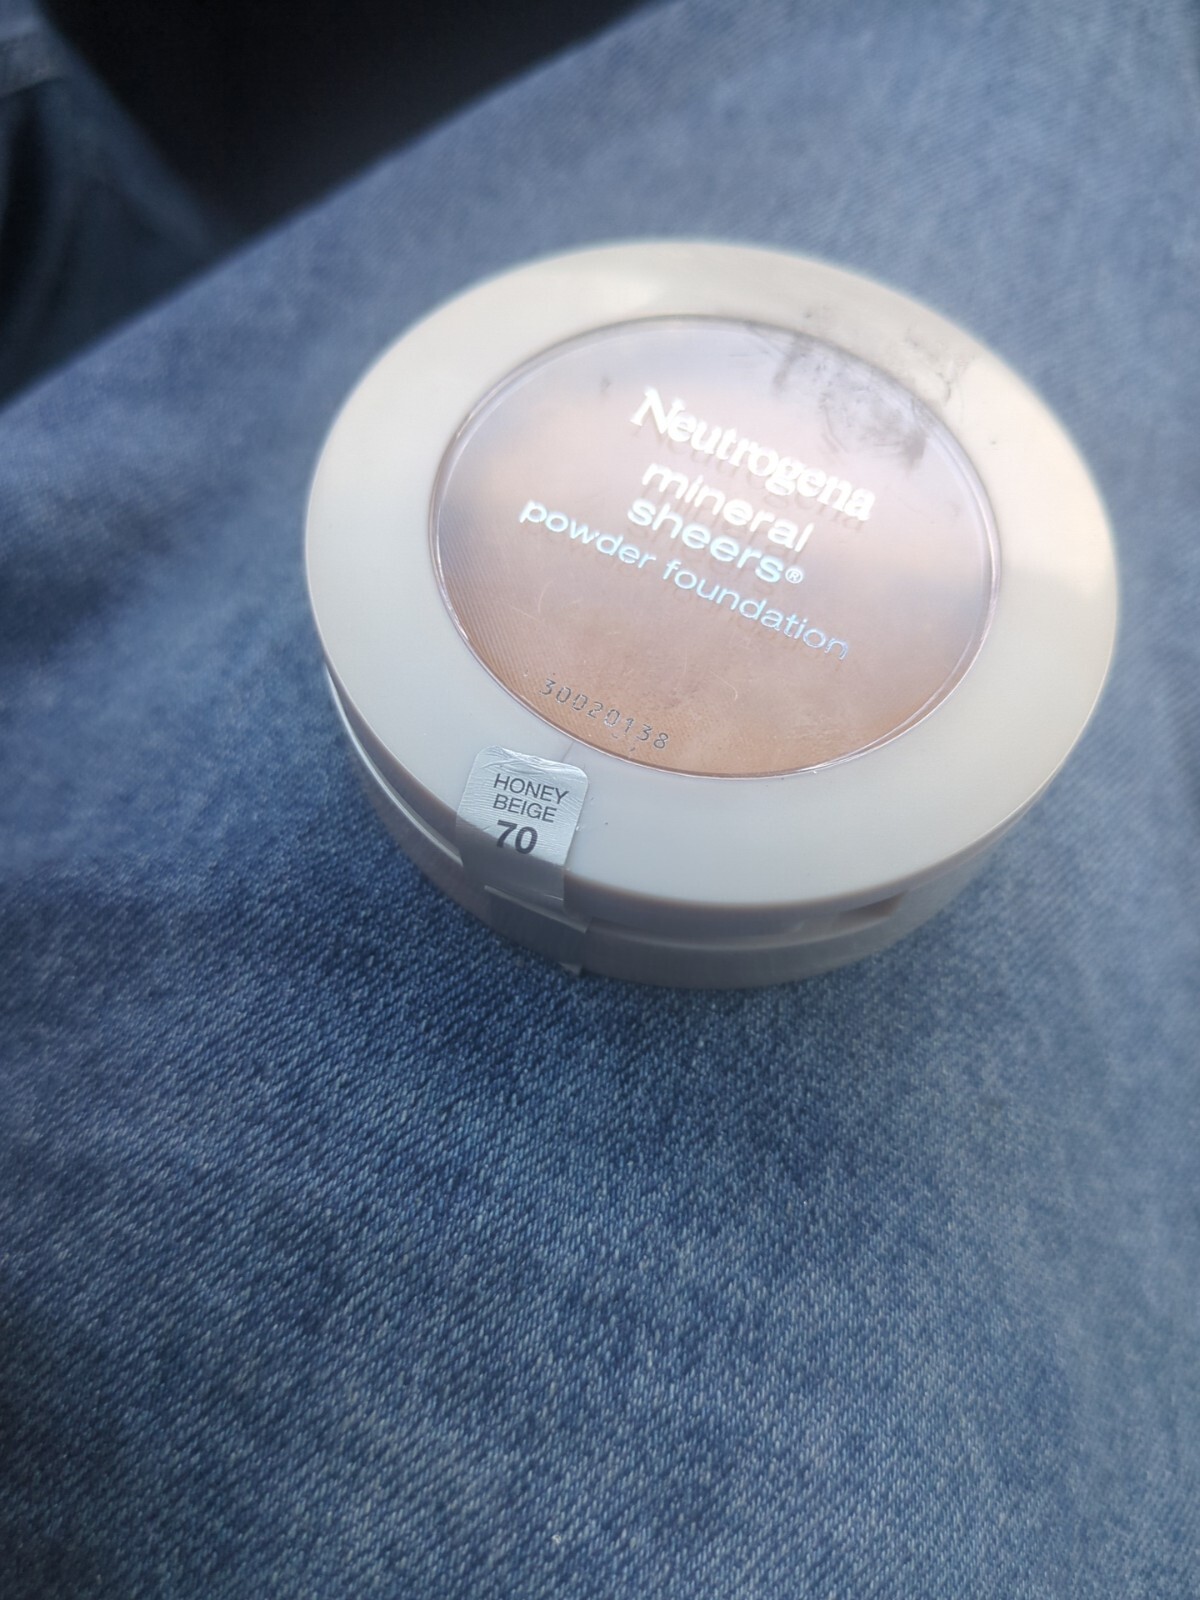 Neutrogena
mineral
sheers®
powder foundation
30020138
HONEY
BEIGE
70